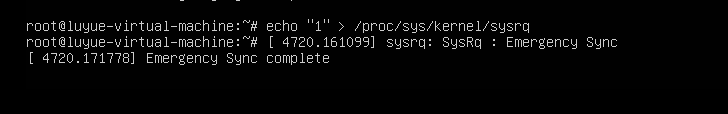 root@luyue-virtual-machine:~# echo "1" > /proc/sys/kernel/sysrq
root@luyue-virtual-machine:~# [ 4720.161099] sysrq: SysRq : Emergency Sync
[ 4720.171778] Emergency Sync complete